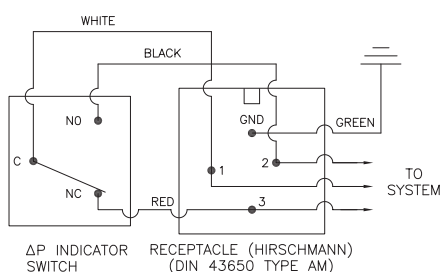 WHITE
BLACK
NO
GND
GREEN
C
1
2
TO
SYSTEM
NC
RED
3
ΔP INDICATOR
SWITCH
RECEPTACLE (HIRSCHMANN)
(DIN 43650 TYPE AM)